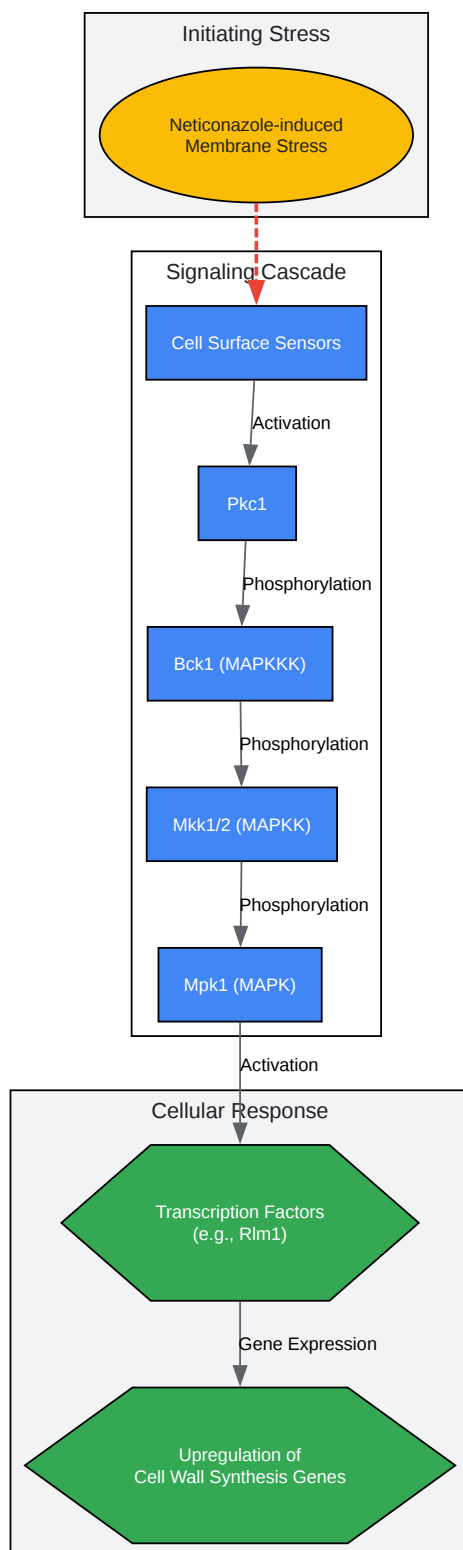 Initiating Stress
Neticonazole-induced
Membrane Stress
Signaling Cascade
Cell Surface Sensors
Activation
Pkc1
Phosphorylation
Bck1 (MAPKKK)
Phosphorylation
Mkk1/2 (MAPKK)
Phosphorylation
Mpk1 (MAPK)
Activation
Cellular Response
Transcription Factors
(e.g., Rlm1)
Gene Expression
Upregulation of
Cell Wall Synthesis Genes